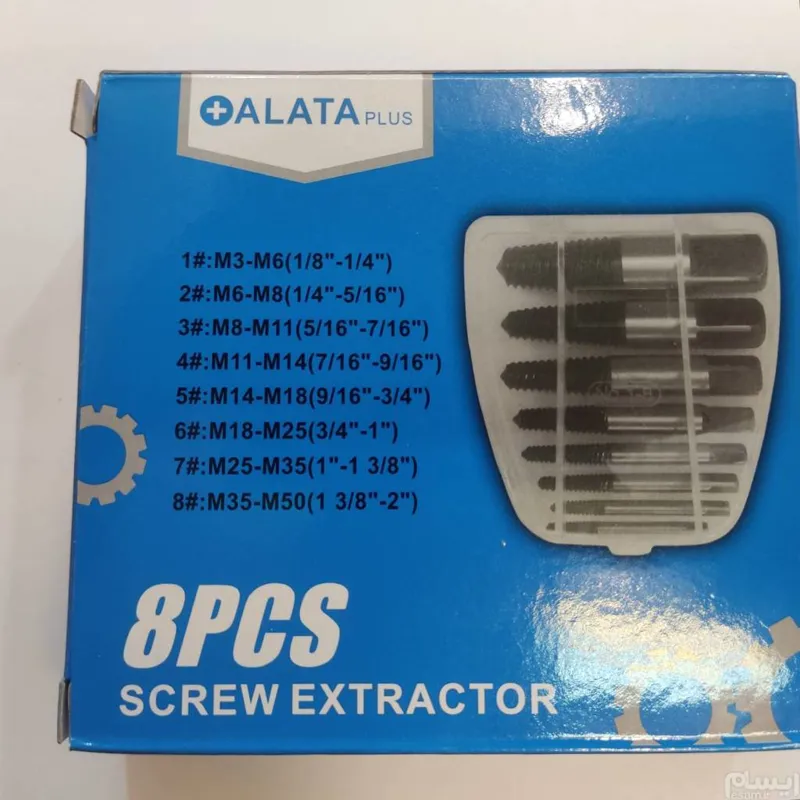 ALATA PLUS
1#:M3-M6(1/8"-1/4")
2#:M6-M8(1/4"-5/16")
3#:M8-M11(5/16"-7/16")
4#:M11-M14(7/16"-9/16")
5#:M14-M18(9/16"-3/4")
6#:M18-M25(3/4"-1")
7#:M25-M35(1"-1 3/8")
8#:M35-M50(1 3/8"-2")
8PCS
SCREW EXTRACTOR
ایسام